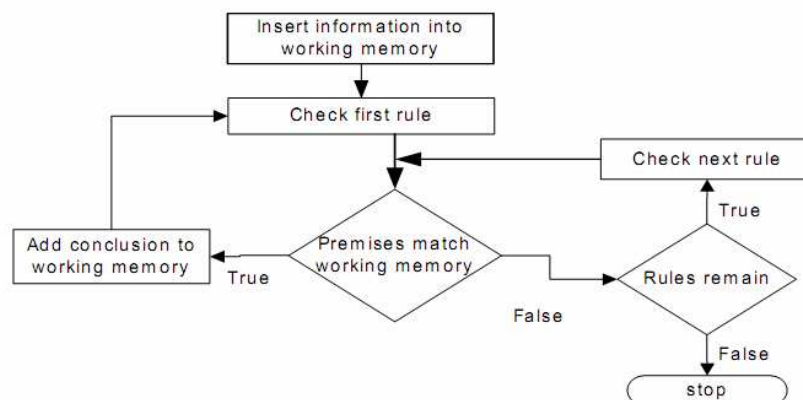 Insert information into
working memory
Check first rule
Check next rule
True
Add conclusion to
working memory
True
Premises match
working memory
False
Rules remain
False
stop